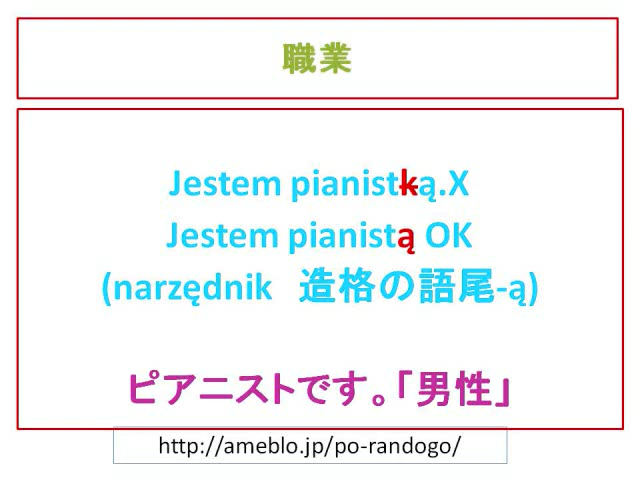 職業
Jestem pianistką.X
Jestem pianistą OK
(narzędnik　造格の語尾-ą)
ピアニストです。「男性」
http://ameblo.jp/po-randogo/